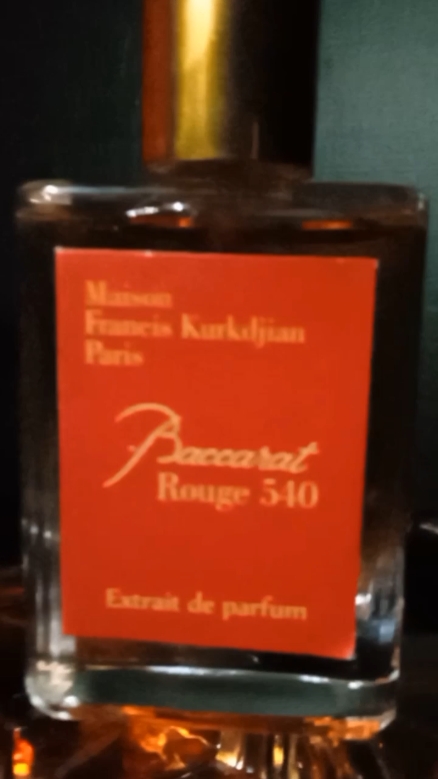 Maison
Francis Kurkdjian
Paris
Baccarat
Rouge 540
Extrait de parfum